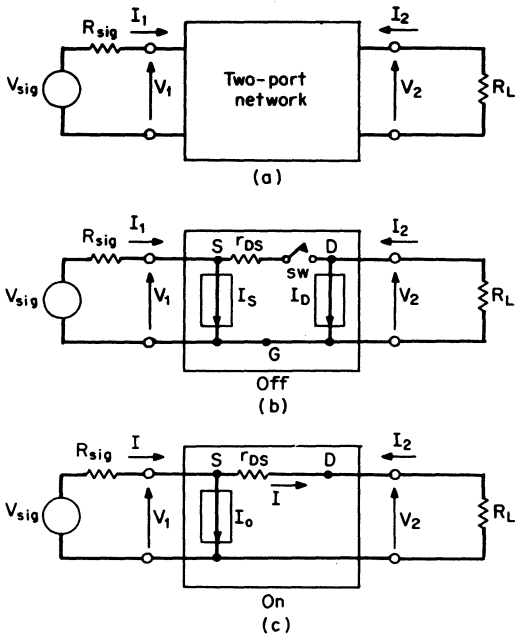 R_sig I_1 I_2
V_sig V_1 Two-port network V_2 R_L
(a)
R_sig I_1 S r_DS D I_2
sw
V_sig V_1 I_S I_D V_2 R_L
G
Off
(b)
R_sig I S r_DS D I_2
I
V_sig V_1 I_o V_2 R_L
On
(c)